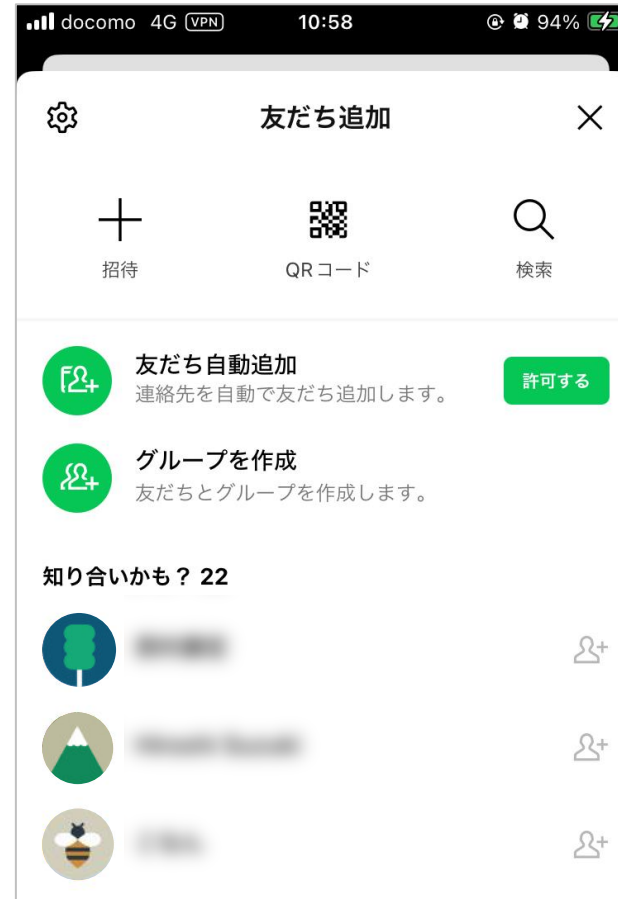 docomo 4G VPN 10:58 94%
友だち追加
招待 QRコード 検索
友だち自動追加
連絡先を自動で友だち追加します。
許可する
グループを作成
友だちとグループを作成します。
知り合いかも？ 22